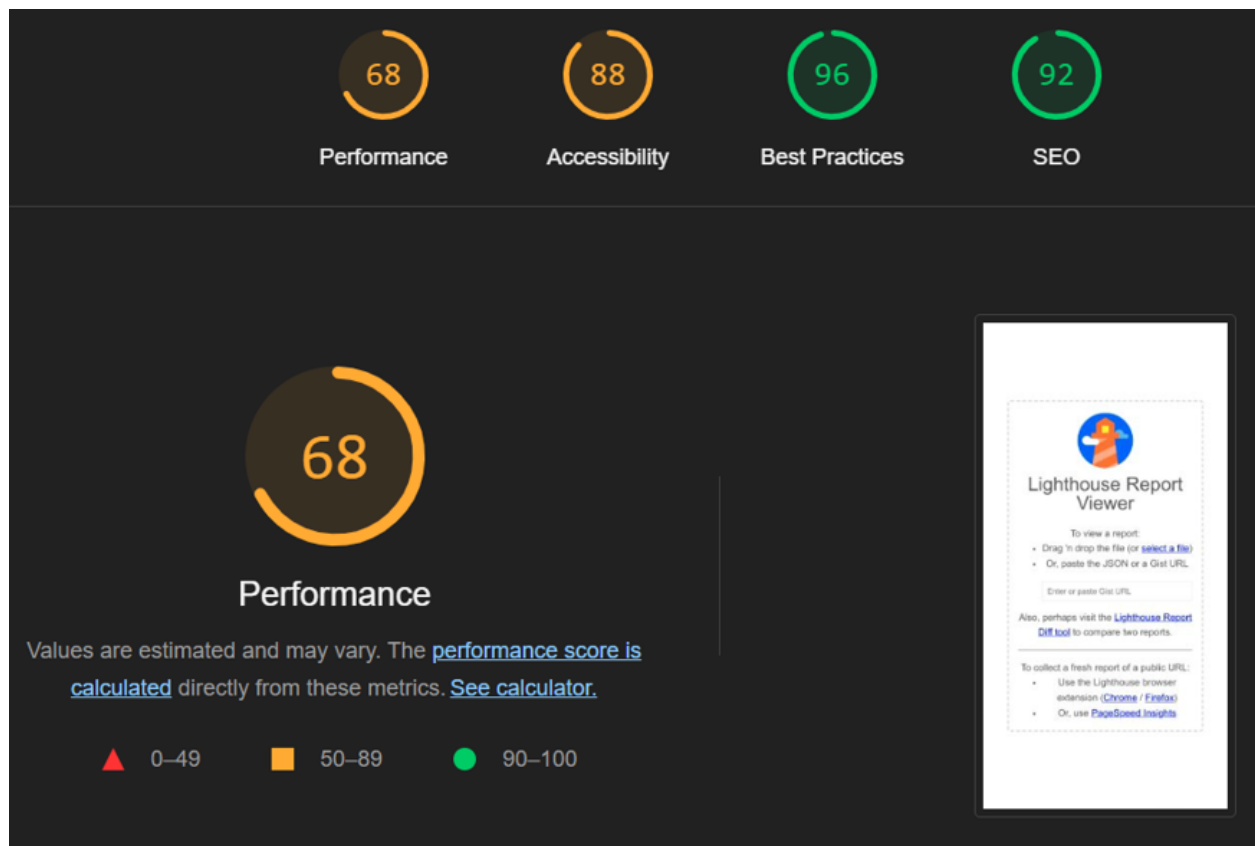 68
88
96
92
Performance
Accessibility
Best Practices
SEO
68
Performance
Values are estimated and may vary. The performance score is
calculated directly from these metrics. See calculator.
0–49
50–89
90–100
Lighthouse Report
Viewer
To view a report:
• Drag 'n drop the file (or select a file)
• Or, paste the JSON or a Gist URL
Enter or paste Gist URL
Also, perhaps visit the Lighthouse Report
Diff tool to compare two reports.
To collect a fresh report of a public URL:
• Use the Lighthouse browser
extension (Chrome / Firefox)
• Or, use PageSpeed Insights